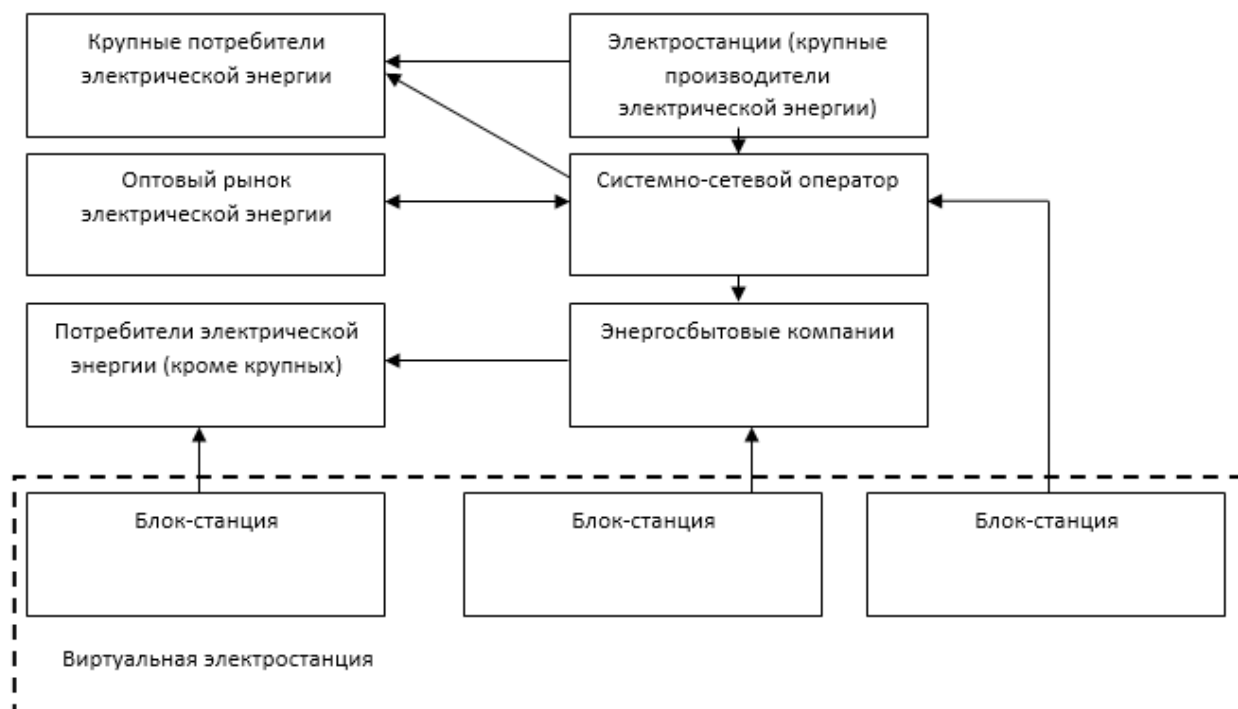 Крупные потребители
электрической энергии
Электростанции (крупные
производители
электрической энергии)
Оптовый рынок
электрической энергии
Системно-сетевой оператор
Потребители электрической
энергии (кроме крупных)
Энергосбытовые компании
Блок-станция
Блок-станция
Блок-станция
Виртуальная электростанция